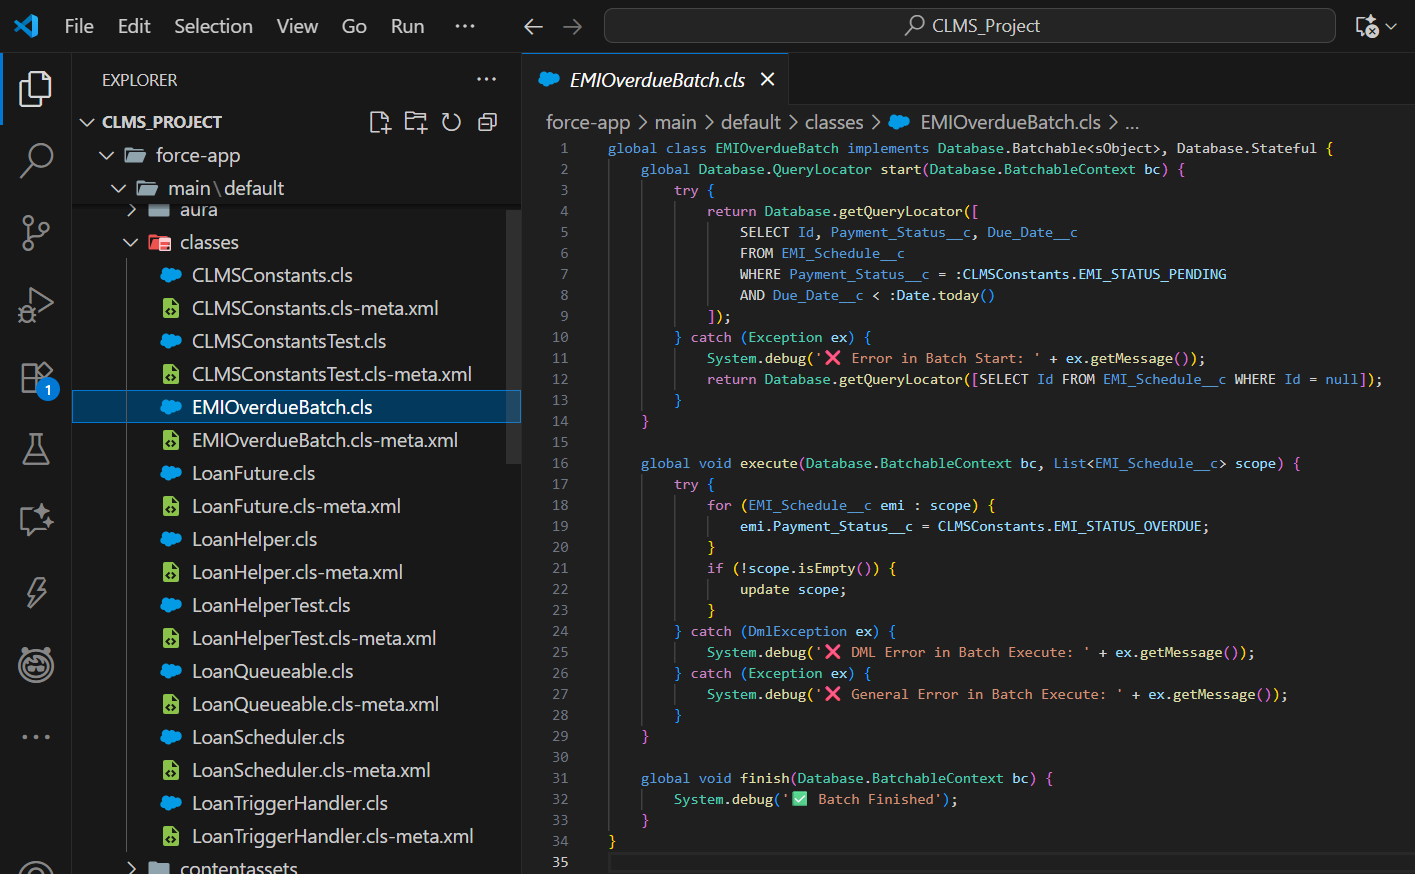 File Edit Selection View Go Run ··· ← → CLMS_Project
EXPLORER ···
CLMS_PROJECT
force-app
main\default
aura
classes
CLMSConstants.cls
CLMSConstants.cls-meta.xml
CLMSConstantsTest.cls
CLMSConstantsTest.cls-meta.xml
EMIOverdueBatch.cls
EMIOverdueBatch.cls-meta.xml
LoanFuture.cls
LoanFuture.cls-meta.xml
LoanHelper.cls
LoanHelper.cls-meta.xml
LoanHelperTest.cls
LoanHelperTest.cls-meta.xml
LoanQueueable.cls
LoanQueueable.cls-meta.xml
LoanScheduler.cls
LoanScheduler.cls-meta.xml
LoanTriggerHandler.cls
LoanTriggerHandler.cls-meta.xml
contentassets
1
EMIOverdueBatch.cls ×
force-app > main > default > classes > EMIOverdueBatch.cls > ...
1 global class EMIOverdueBatch implements Database.Batchable<sObject>, Database.Stateful {
2 global Database.QueryLocator start(Database.BatchableContext bc) {
3 try {
4 return Database.getQueryLocator([
5 SELECT Id, Payment_Status__c, Due_Date__c
6 FROM EMI_Schedule__c
7 WHERE Payment_Status__c = :CLMSConstants.EMI_STATUS_PENDING
8 AND Due_Date__c < :Date.today()
9 ]);
10 } catch (Exception ex) {
11 System.debug('❌ Error in Batch Start: ' + ex.getMessage());
12 return Database.getQueryLocator([SELECT Id FROM EMI_Schedule__c WHERE Id = null]);
13 }
14 }
15
16 global void execute(Database.BatchableContext bc, List<EMI_Schedule__c> scope) {
17 try {
18 for (EMI_Schedule__c emi : scope) {
19 emi.Payment_Status__c = CLMSConstants.EMI_STATUS_OVERDUE;
20 }
21 if (!scope.isEmpty()) {
22 update scope;
23 }
24 } catch (DmlException ex) {
25 System.debug('❌ DML Error in Batch Execute: ' + ex.getMessage());
26 } catch (Exception ex) {
27 System.debug('❌ General Error in Batch Execute: ' + ex.getMessage());
28 }
29 }
30
31 global void finish(Database.BatchableContext bc) {
32 System.debug('✅ Batch Finished');
33 }
34 }
35